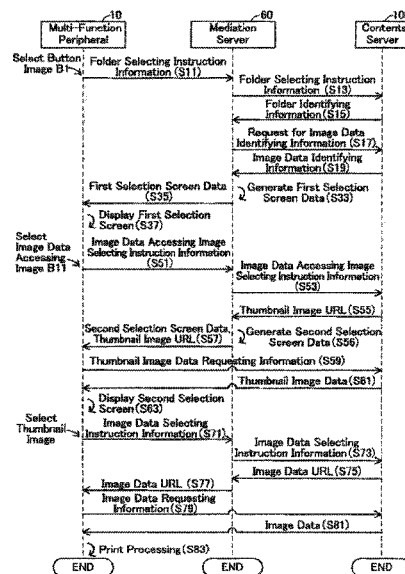 10
60
10
Multi-Function
Peripheral
Mediation
Server
Contents
Server
Select Button
Image B1
Folder Selecting Instruction
Information (S11)
Folder Selecting Instruction
Information (S13)
Folder Identifying
Information (S15)
Request for Image Data
Identifying Information (S17)
Image Data Identifying
Information (S19)
First Selection Screen Data
(S35)
Generate First Selection
Screen Data (S33)
Display First Selection
Screen (S37)
Select
Image Data
Accessing
Image B11
Image Data Accessing Image
Selecting Instruction Information (S51)
Image Data Accessing Image
Selecting Instruction Information (S53)
Thumbnail Image URL (S55)
Second Selection Screen Data,
Thumbnail Image URL (S57)
Generate Second Selection
Screen Data (S56)
Thumbnail Image Data Requesting Information (S59)
Thumbnail Image Data (S61)
Display Second Selection
Screen (S63)
Select
Thumbnail
Image
Image Data Selecting
Instruction Information (S71)
Image Data Selecting
Instruction Information (S73)
Image Data URL (S75)
Image Data URL (S77)
Image Data Requesting
Information (S79)
Image Data (S81)
Print Processing (S83)
END
END
END